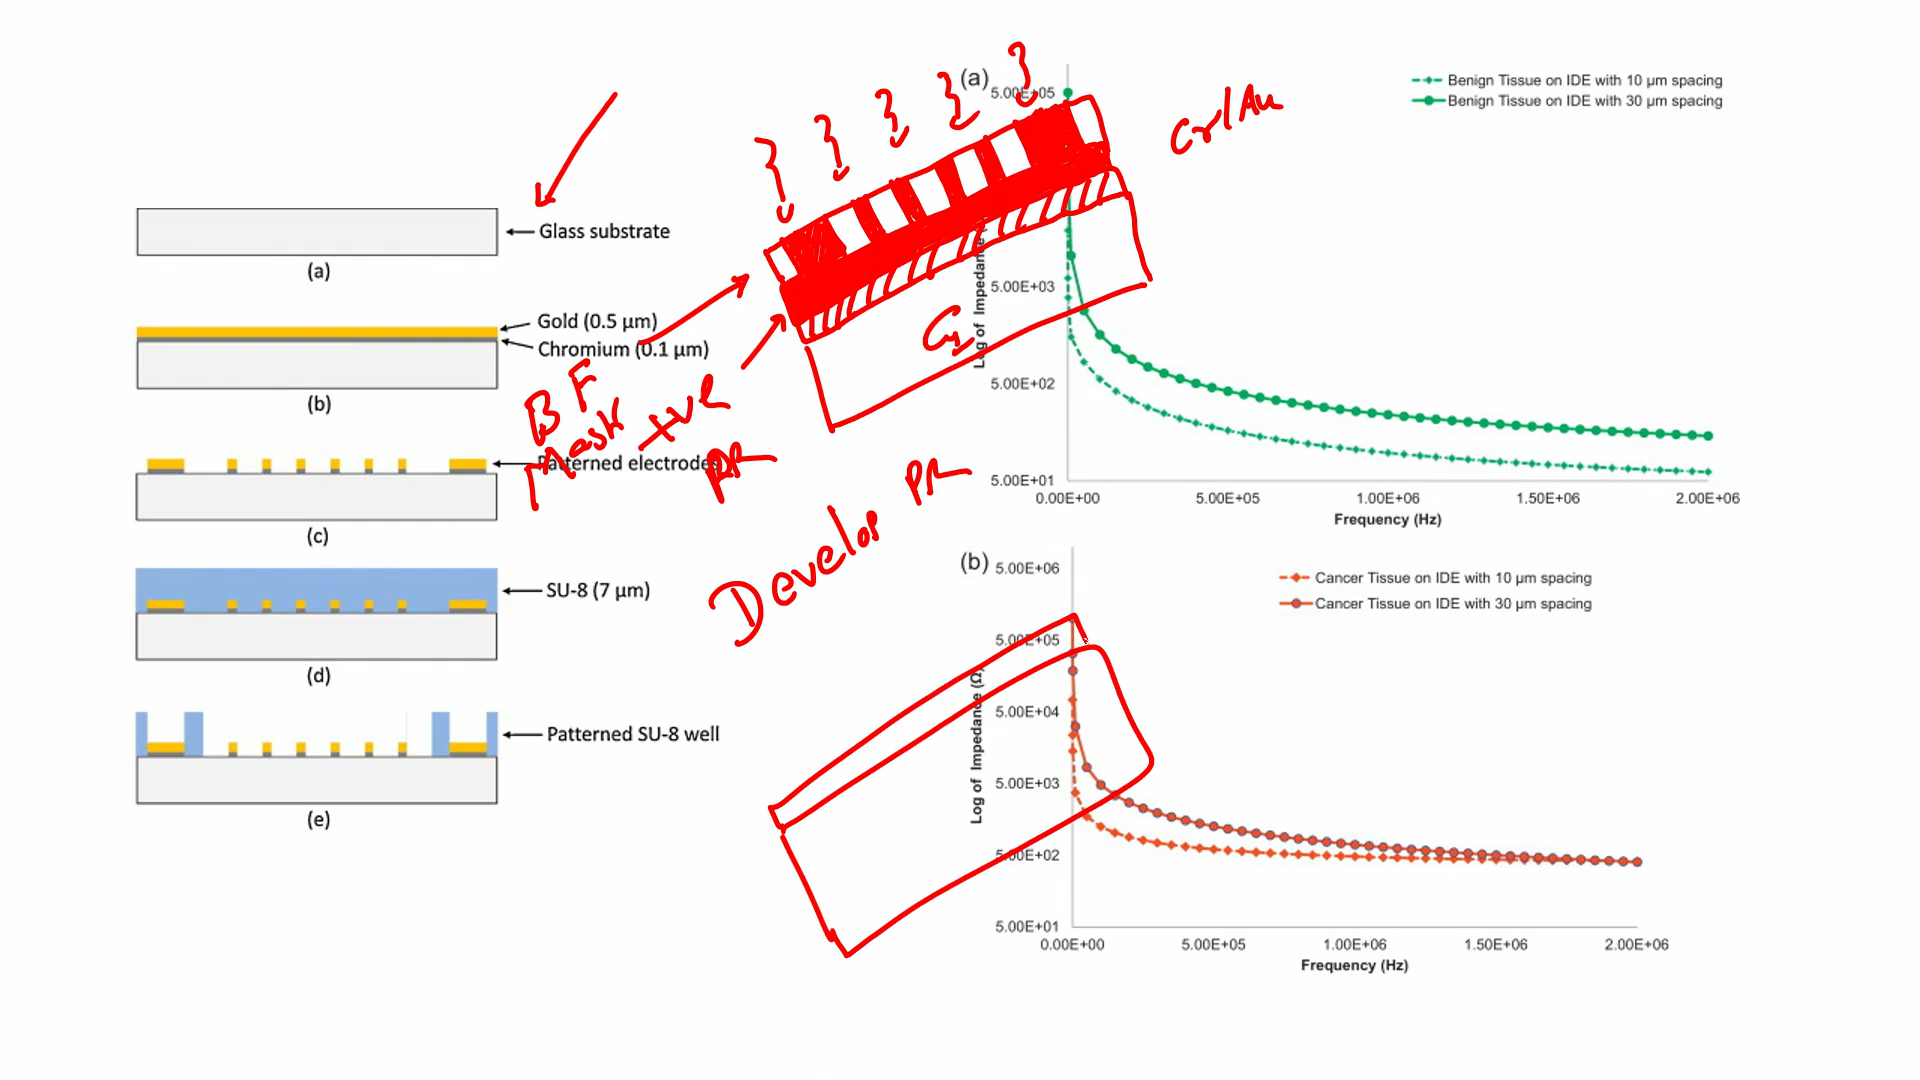 Glass substrate
(a)
Gold (0.5 µm)
Chromium (0.1 µm)
(b)
Patterned electrodes
(c)
SU-8 (7 µm)
(d)
Patterned SU-8 well
(e)
BF
Mask
+ve
PR
Develop PR
Cr/Au
(a)
Benign Tissue on IDE with 10 µm spacing
Benign Tissue on IDE with 30 µm spacing
Log of Impedance (
5.00E+05
5.00E+03
5.00E+02
5.00E+01
0.00E+00 5.00E+05 1.00E+06 1.50E+06 2.00E+06
Frequency (Hz)
(b)
Cancer Tissue on IDE with 10 µm spacing
Cancer Tissue on IDE with 30 µm spacing
Log of Impedance (Ω)
5.00E+06
5.00E+05
5.00E+04
5.00E+03
5.00E+02
5.00E+01
0.00E+00 5.00E+05 1.00E+06 1.50E+06 2.00E+06
Frequency (Hz)